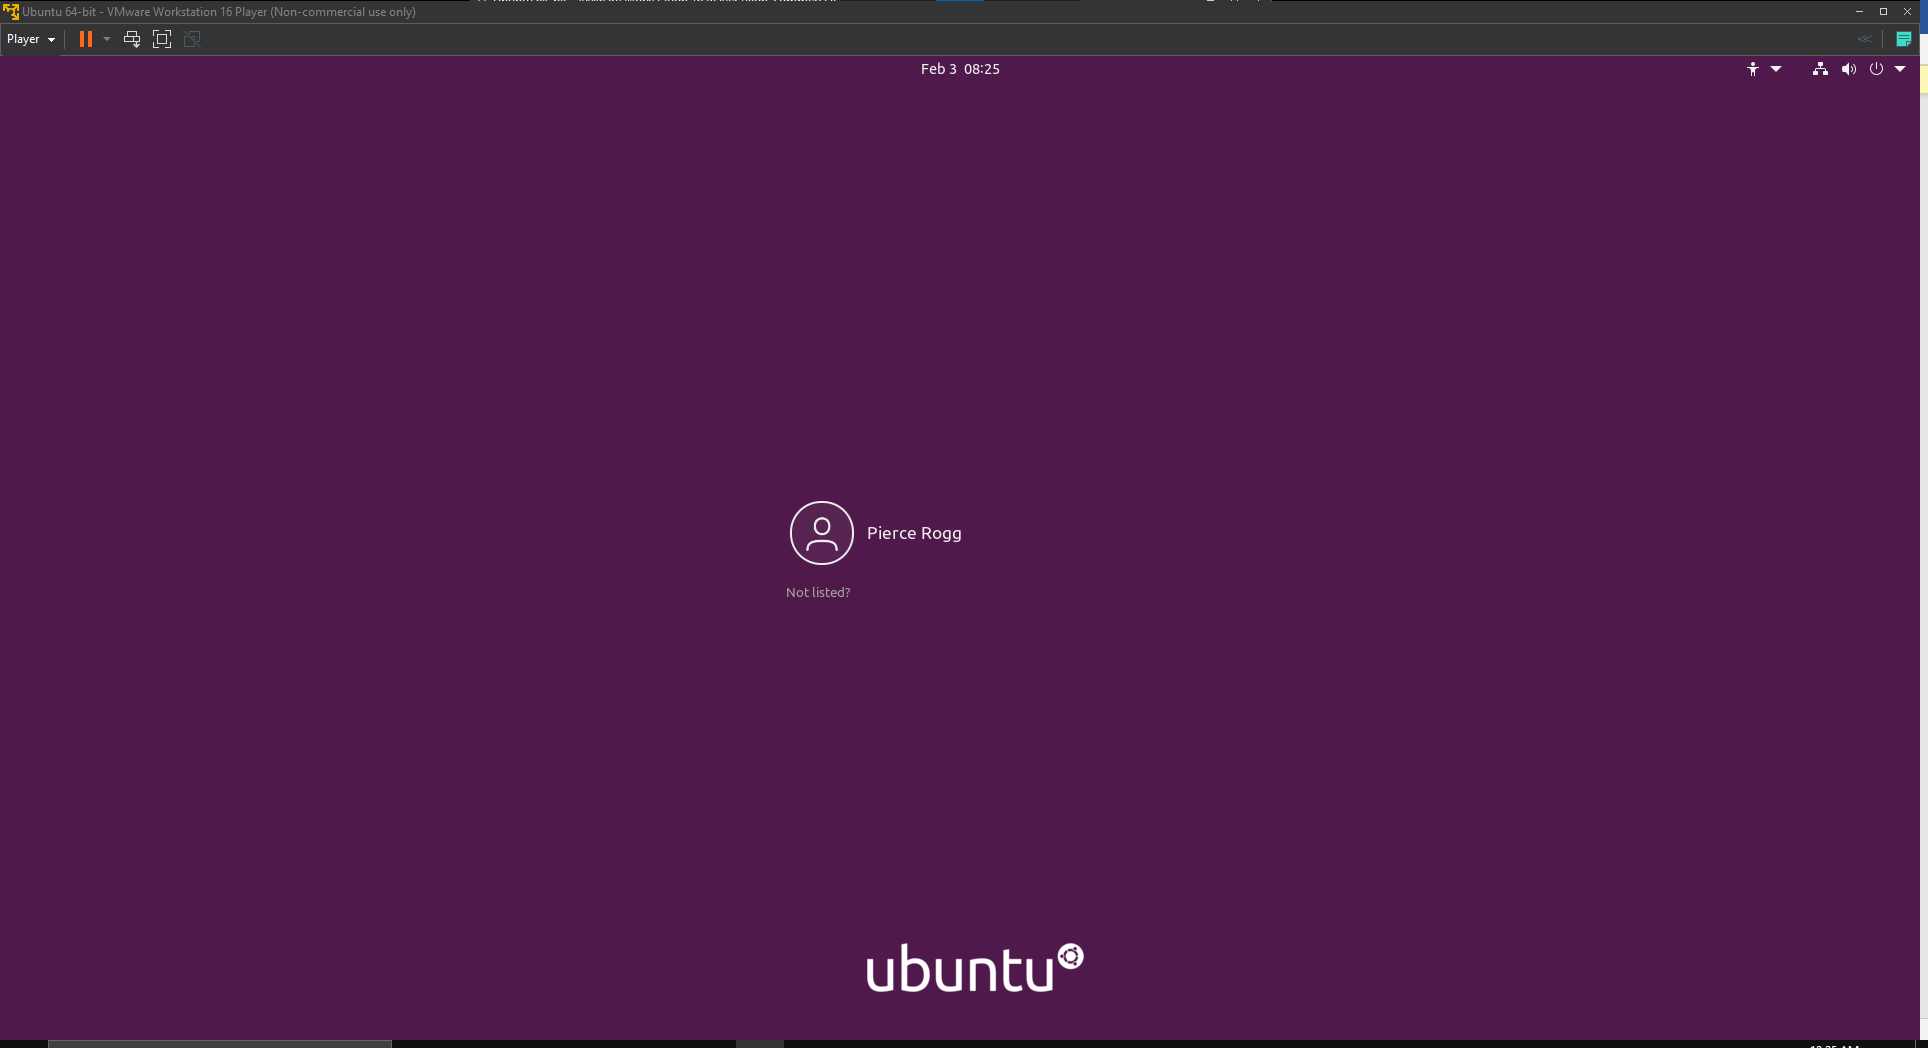 Ubuntu 64-bit - VMware Workstation 16 Player (Non-commercial use only)
Player
Feb 3 08:25
Pierce Rogg
Not listed?
ubuntu